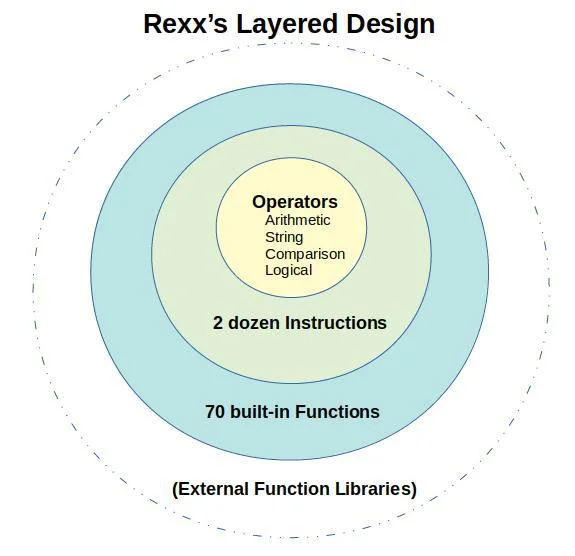 Rexx's Layered Design
Operators
Arithmetic
String
Comparison
Logical
2 dozen Instructions
70 built-in Functions
(External Function Libraries)